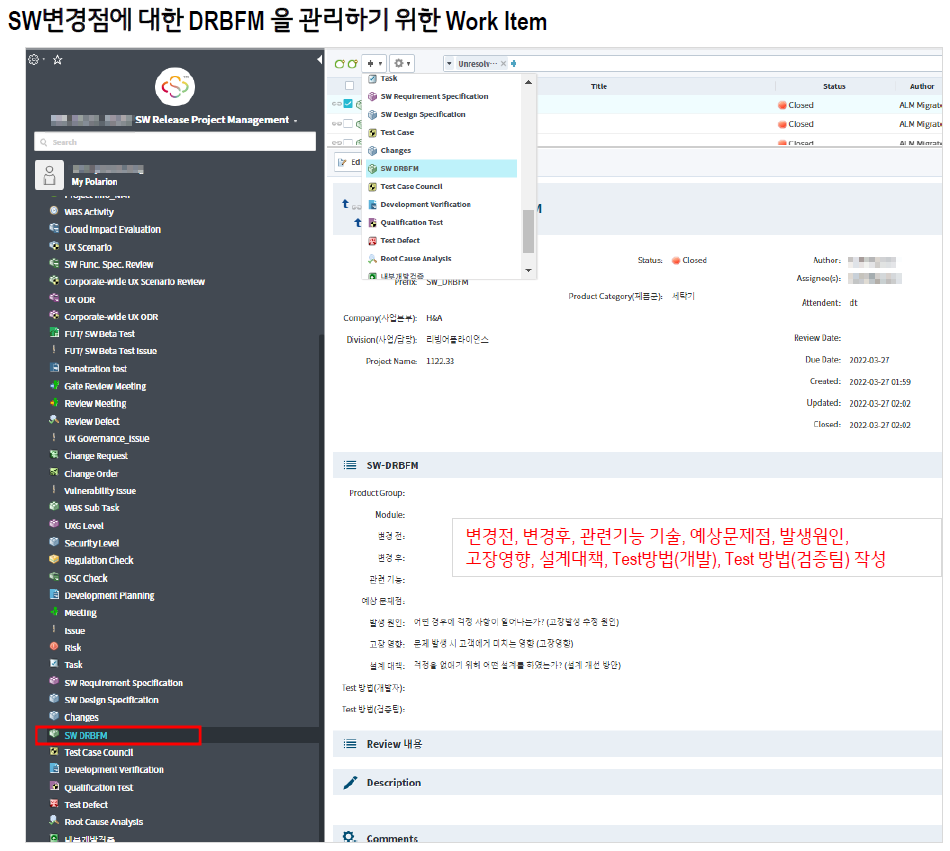 SW변경점에 대한 DRBFM 을 관리하기 위한 Work Item
SW Release Project Management
Search
My Polarion
WBS Activity
Cloud Impact Evaluation
UX Scenario
SW Func. Spec. Review
Corporate-wide UX Scenario Review
UX ODR
Corporate-wide UX ODR
FUT/ SW Beta Test
FUT/ SW Beta Test Issue
Penetration test
Gate Review Meeting
Review Meeting
Review Defect
UX Governance_Issue
Change Request
Change Order
Vulnerability Issue
WBS Sub Task
UXG Level
Security Level
Regulation Check
OSC Check
Development Planning
Meeting
Issue
Risk
Task
SW Requirement Specification
SW Design Specification
Changes
SW DRBFM
Test Case Council
Development Verification
Qualification Test
Test Defect
Root Cause Analysis
내부개발검증
Unresolv···
Title Status Author
Closed ALM Migrato
Closed ALM Migrato
Closed ALM Migrato
Task
SW Requirement Specification
SW Design Specification
Test Case
Changes
SW DRBFM
Test Case Council
Development Verification
Qualification Test
Test Defect
Root Cause Analysis
내부개발검증
Prefix: SW_DRBFM
Company(사업본부): H&A
Division(사업/담당): 리빙어플라이언스
Project Name: 1122.33
Status: Closed
Product Category(제품군): 세탁기
Author:
Assignee(s):
Attendent: dt
Review Date:
Due Date: 2022-03-27
Created: 2022-03-27 01:59
Updated: 2022-03-27 02:02
Closed: 2022-03-27 02:02
SW-DRBFM
Product Group:
Module:
변경 전:
변경 후:
관련 기능:
예상 문제점:
발생 원인: 어떤 경우에 걱정 사항이 일어나는가? (고장발생 추정 원인)
고장 영향: 문제 발생 시 고객에게 미치는 영향 (고장영향)
설계 대책: 걱정을 없애기 위해 어떤 설계를 하였는가? (설계 개선 방안)
Test 방법(개발자):
Test 방법(검증팀):
변경전, 변경후, 관련기능 기술, 예상문제점, 발생원인,
고장영향, 설계대책, Test방법(개발), Test 방법(검증팀) 작성
Review 내용
Description
Comments